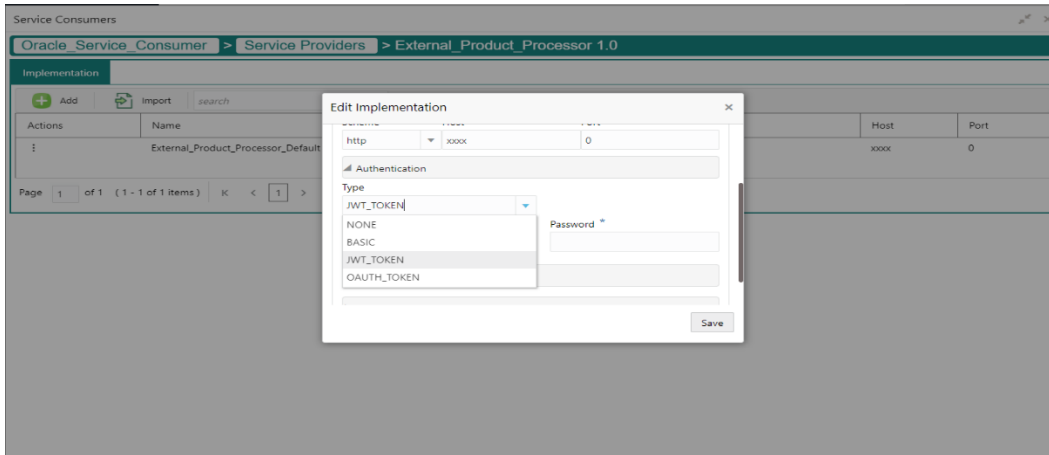 Service Consumers
Oracle_Service_Consumer > Service Providers > External_Product_Processor 1.0
Implementation
Add Import search
Actions Name Host Port
External_Product_Processor_Default xxxx 0
Page 1 of 1 (1 - 1 of 1 items) K < 1 >
Edit Implementation ×
http xxxx 0
Authentication
Type
JWT_TOKEN
NONE
Password *
BASIC
JWT_TOKEN
OAUTH_TOKEN
Save